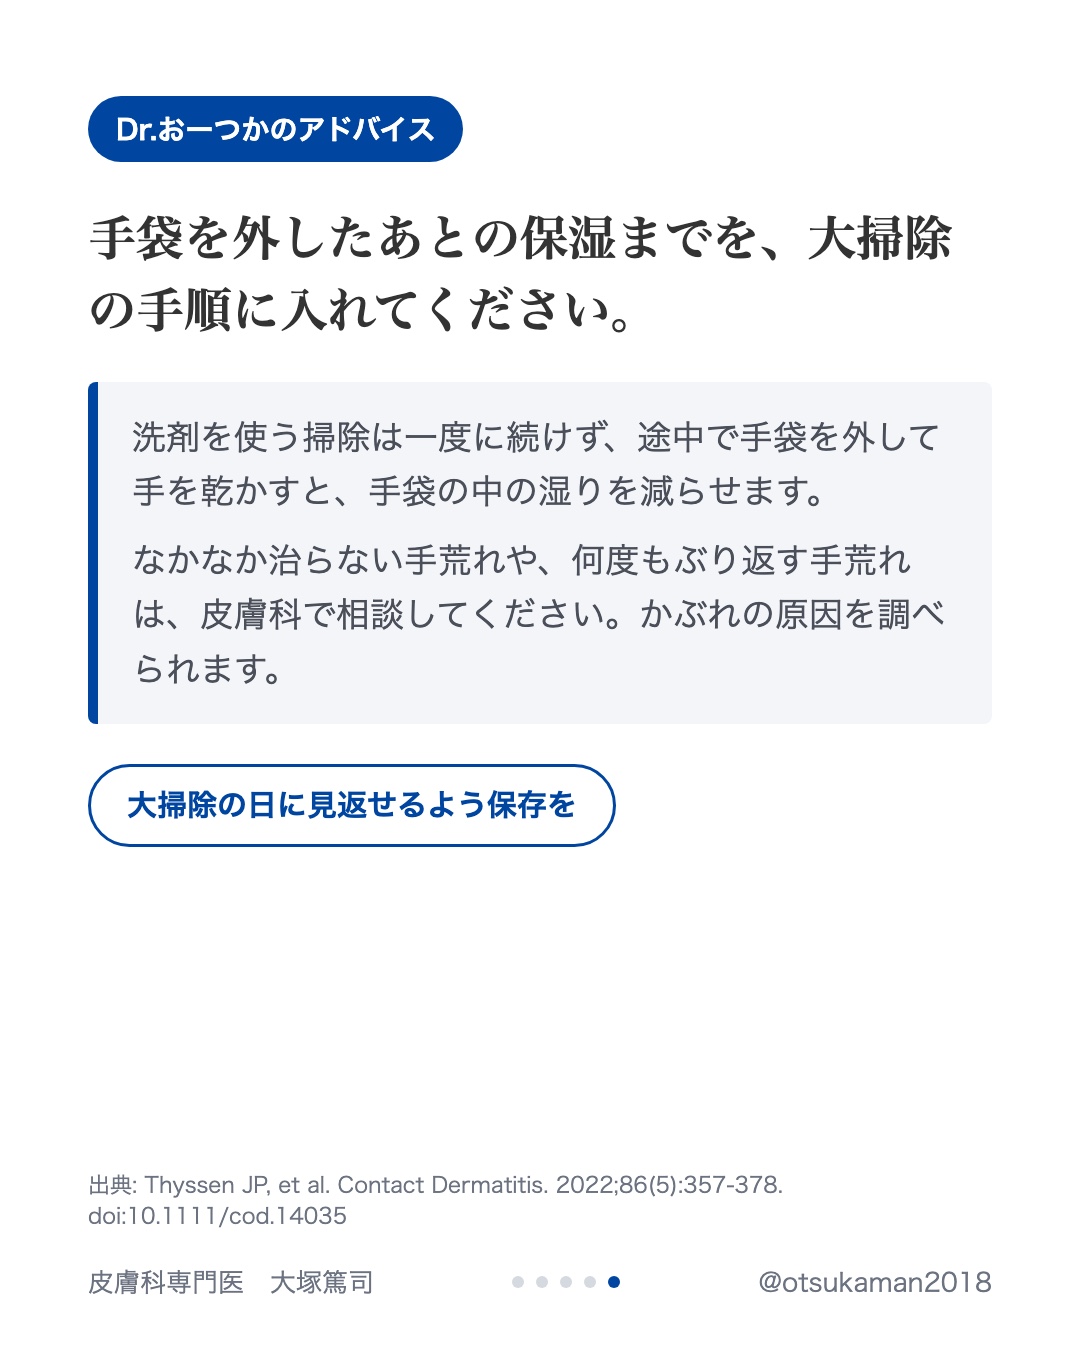 Dr.おーつかのアドバイス
手袋を外したあとの保湿までを、大掃除
の手順に入れてください。
洗剤を使う掃除は一度に続けず、途中で手袋を外して
手を乾かすと、手袋の中の湿りを減らせます。
なかなか治らない手荒れや、何度もぶり返す手荒れ
は、皮膚科で相談してください。かぶれの原因を調べ
られます。
大掃除の日に見返せるよう保存を
出典: Thyssen JP, et al. Contact Dermatitis. 2022;86(5):357-378.
doi:10.1111/cod.14035
皮膚科専門医　大塚篤司
@otsukaman2018